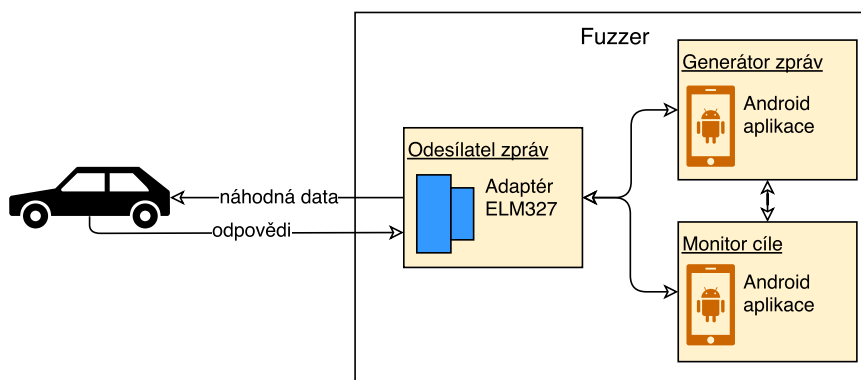 Fuzzer
Generátor zpráv
Android
aplikace
Odesílatel zpráv
Adaptér
ELM327
náhodná data
odpovědi
Monitor cíle
Android
aplikace